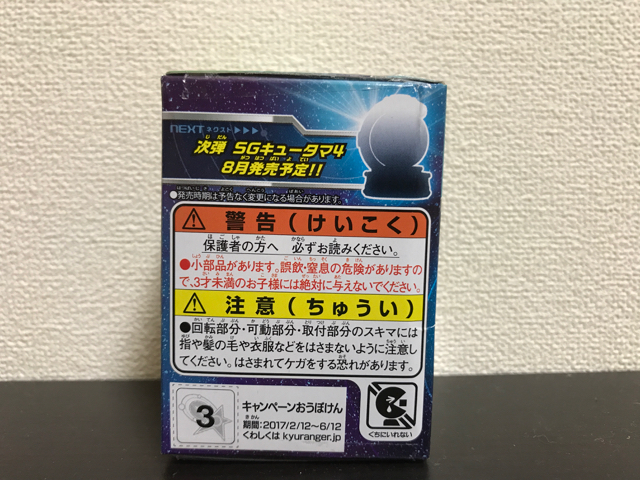 NEXT ネクスト ▶▶▶
次弾 SGキュータマ4
8月発売予定!!
●発売時期は予告なく変更になる場合があります。
警告（けいこく）
保護者の方へ 必ずお読みください。
●小部品があります。誤飲・窒息の危険がありますの
で、3才未満のお子様には絶対に与えないでください。
注意（ちゅうい）
●回転部分・可動部分・取付部分のスキマには
指や髪の毛や衣服などをはさまないように注意し
てください。はさまれてケガをする恐れがあります。
3
キャンペーンおうぼけん
期間：2017/2/12〜6/12
くわしくは kyuranger.jp
くちにいれない